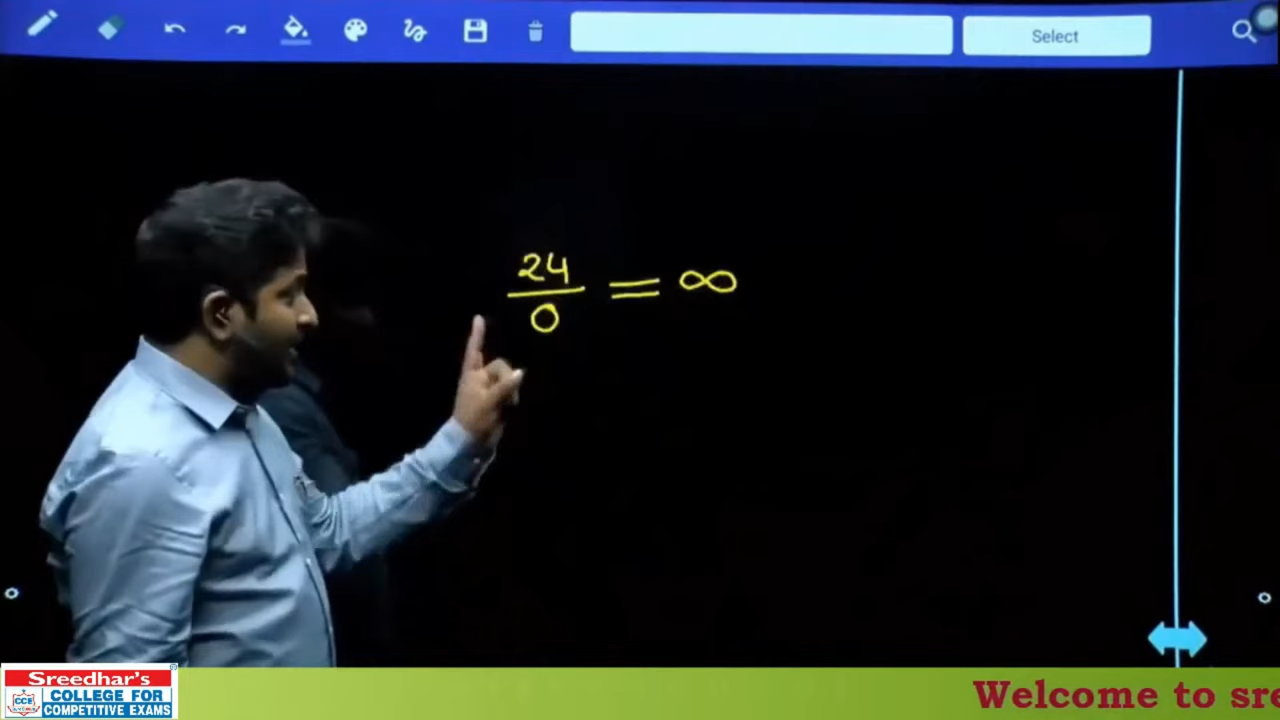 Select
24
0
= ∞
Sreedhar's
CCE
COLLEGE FOR
COMPETITIVE EXAMS
Welcome to sre